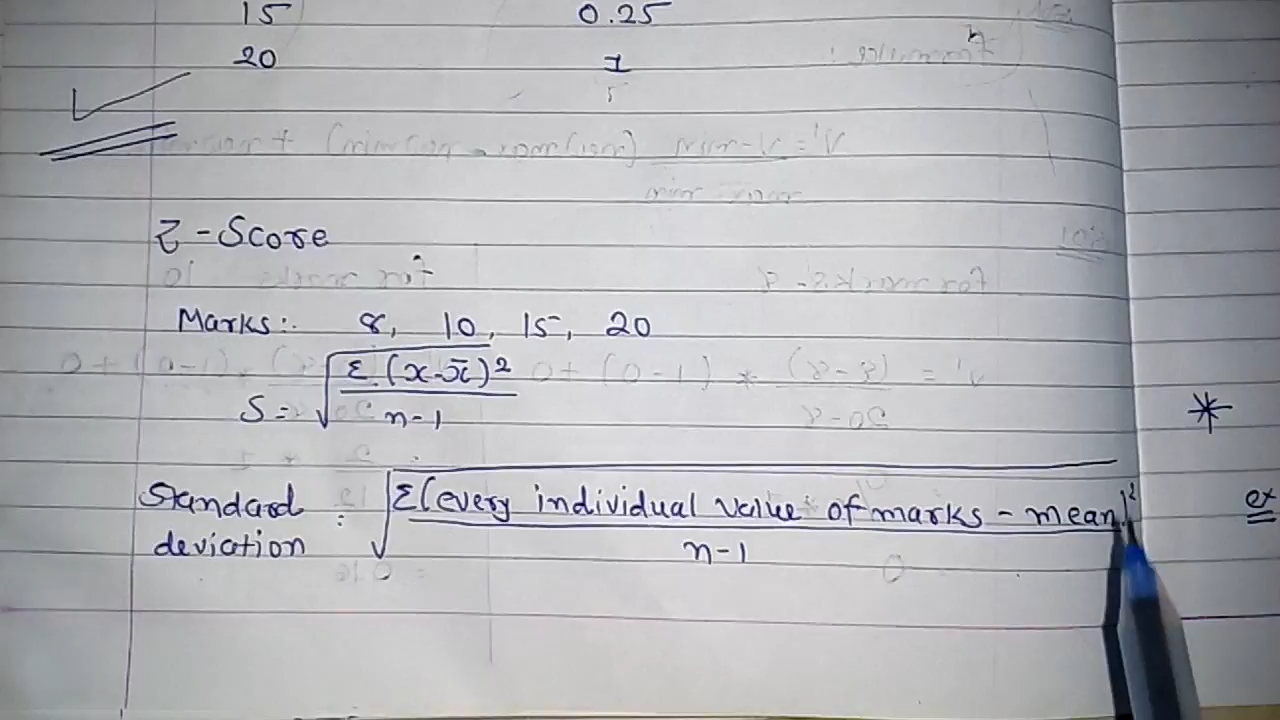 15 0.25
20 1
Z-Score
Marks:. 8, 10, 15, 20
S = √Σ(x-x̄)²
n-1
Standard deviation : √Σ(every individual value of marks - mean)²
n-1
*
ex